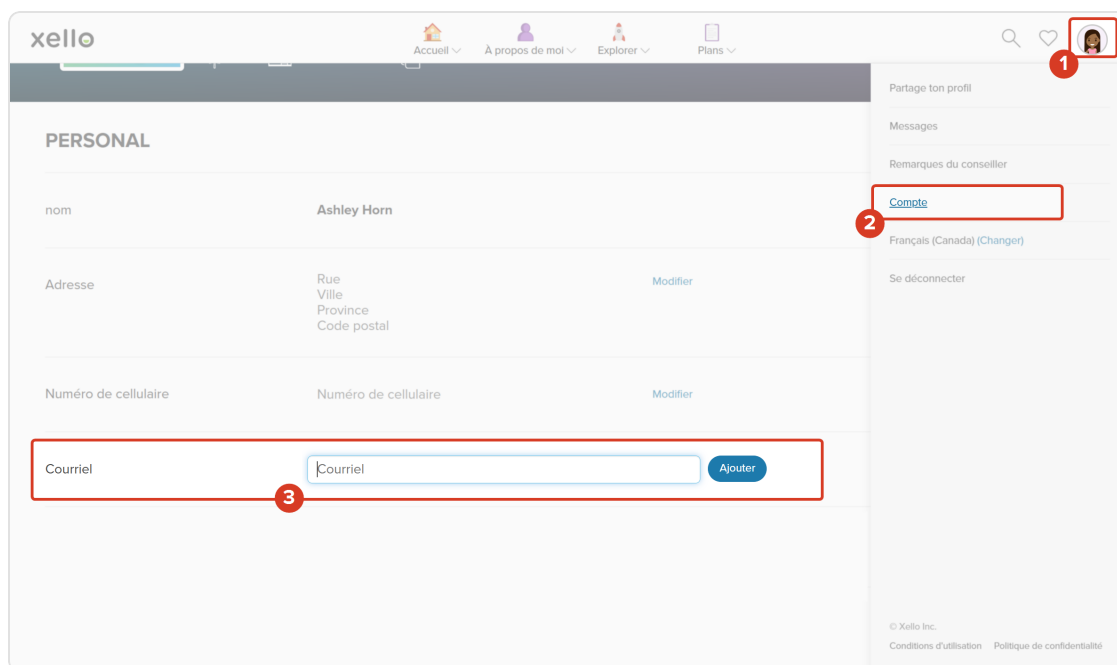 xello
Accueil
À propos de moi
Explorer
Plans
1
Partage ton profil
Messages
Remarques du conseiller
Compte
2
Français (Canada) (Changer)
Se déconnecter
PERSONAL
nom
Ashley Horn
Adresse
Rue
Ville
Province
Code postal
Modifier
Numéro de cellulaire
Numéro de cellulaire
Modifier
Courriel
Courriel
Ajouter
3
© Xello Inc.
Conditions d'utilisation Politique de confidentialité